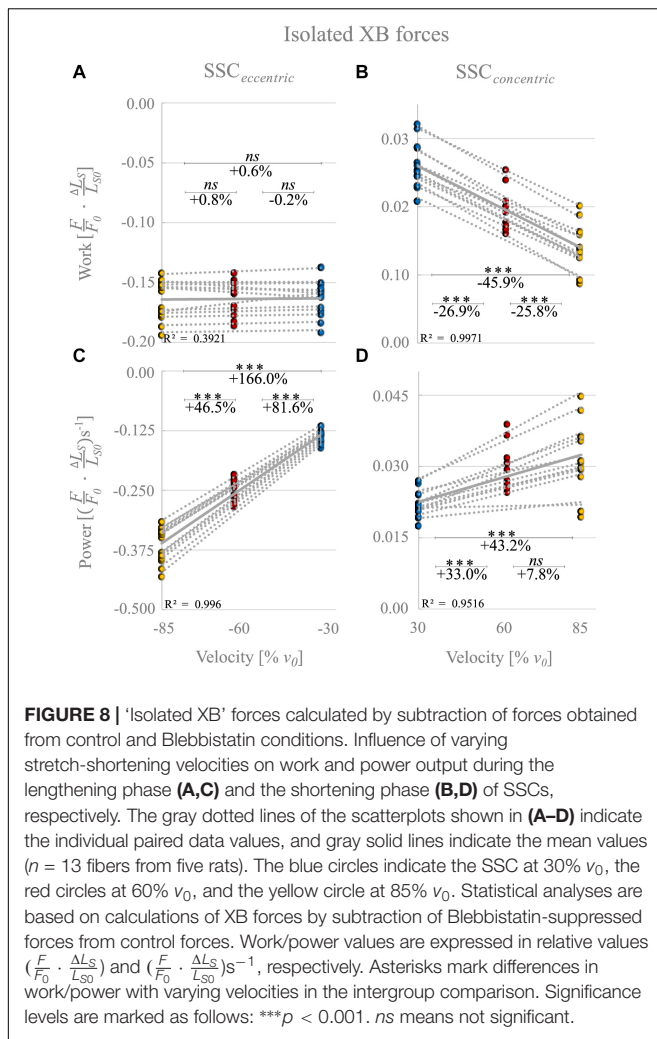 Isolated XB forces
A
SSCeccentric
B
SSCconcentric
Work [F/F0 · ΔLS/LS0]
0.00
-0.05
-0.10
-0.15
-0.20
ns
+0.6%
ns
+0.8%
ns
-0.2%
R² = 0.3921
0.03
0.02
0.10
0.00
***
-45.9%
***
-26.9%
***
-25.8%
R² = 0.9971
C
D
Power [(F/F0 · ΔLS/LS0)s⁻¹]
0.00
-0.125
-0.250
-0.375
-0.500
***
+166.0%
***
+46.5%
***
+81.6%
R² = 0.996
-85
-60
-30
Velocity [% v0]
0.045
0.030
0.015
0.00
***
+43.2%
***
+33.0%
ns
+7.8%
R² = 0.9516
30
60
85
Velocity [% v0]
FIGURE 8 | 'Isolated XB' forces calculated by subtraction of forces obtained
from control and Blebbistatin conditions. Influence of varying
stretch-shortening velocities on work and power output during the
lengthening phase (A,C) and the shortening phase (B,D) of SSCs,
respectively. The gray dotted lines of the scatterplots shown in (A–D) indicate
the individual paired data values, and gray solid lines indicate the mean values
(n = 13 fibers from five rats). The blue circles indicate the SSC at 30% v0, the
red circles at 60% v0, and the yellow circle at 85% v0. Statistical analyses are
based on calculations of XB forces by subtraction of Blebbistatin-suppressed
forces from control forces. Work/power values are expressed in relative values
(F/F0 · ΔLS/LS0) and (F/F0 · ΔLS/LS0)s⁻¹, respectively. Asterisks mark differences in
work/power with varying velocities in the intergroup comparison. Significance
levels are marked as follows: ***p < 0.001. ns means not significant.